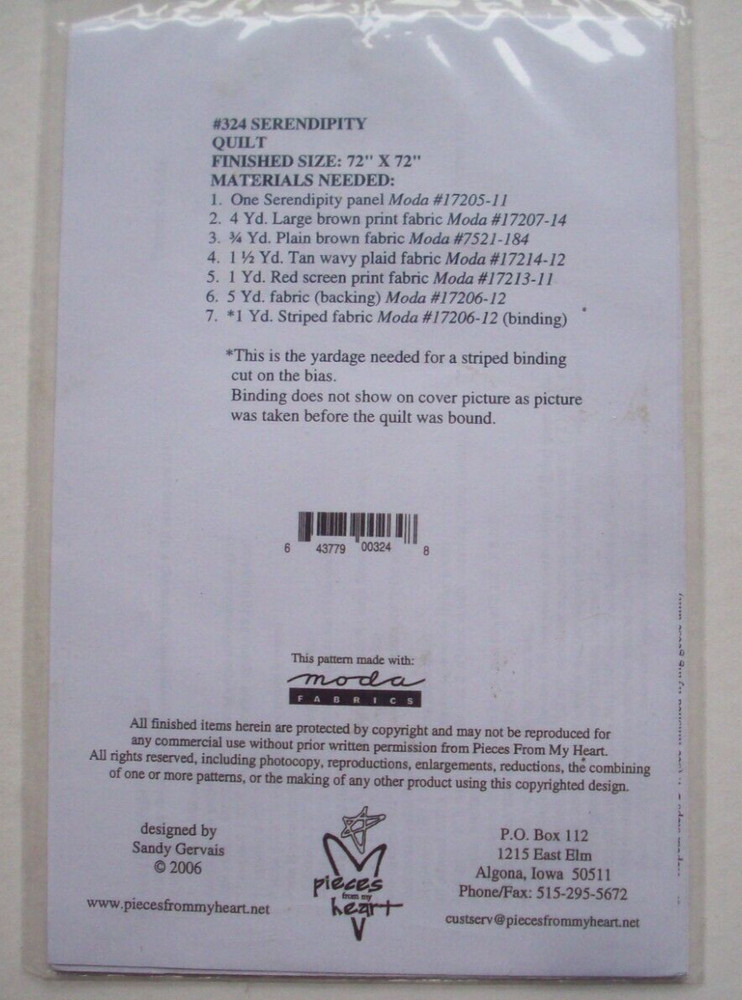 #324 SERENDIPITY
QUILT
FINISHED SIZE: 72" X 72"
MATERIALS NEEDED:
1. One Serendipity panel Moda #17205-11
2. 4 Yd. Large brown print fabric Moda #17207-14
3. ¾ Yd. Plain brown fabric Moda #7521-184
4. 1 ½ Yd. Tan wavy plaid fabric Moda #17214-12
5. 1 Yd. Red screen print fabric Moda #17213-11
6. 5 Yd. fabric (backing) Moda #17206-12
7. *1 Yd. Striped fabric Moda #17206-12 (binding)
*This is the yardage needed for a striped binding
cut on the bias.
Binding does not show on cover picture as picture
was taken before the quilt was bound.
6 43779 00324 8
This pattern made with:
moda
FABRICS
All finished items herein are protected by copyright and may not be reproduced for
any commercial use without prior written permission from Pieces From My Heart.
All rights reserved, including photocopy, reproductions, enlargements, reductions, the combining
of one or more patterns, or the making of any other product using this copyrighted design.
designed by
Sandy Gervais
© 2006
www.piecesfrommyheart.net
pieces
from my
heart
P.O. Box 112
1215 East Elm
Algona, Iowa 50511
Phone/Fax: 515-295-5672
custserv@piecesfrommyheart.net